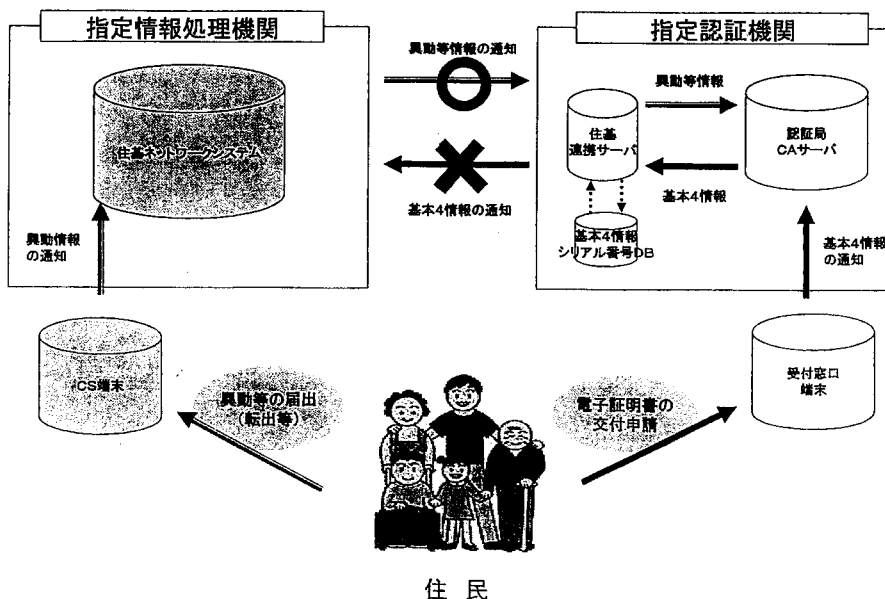 指定情報処理機関
指定認証機関
異動等情報の通知
異動等情報
住基ネットワークシステム
住基
連携サーバ
認証局
CAサーバ
基本4情報の通知
基本4情報
異動情報
の通知
基本4情報
シリアル番号DB
基本4情報
の通知
CS端末
異動等の届出
(転出等)
電子証明書の
交付申請
受付窓口
端末
住 民